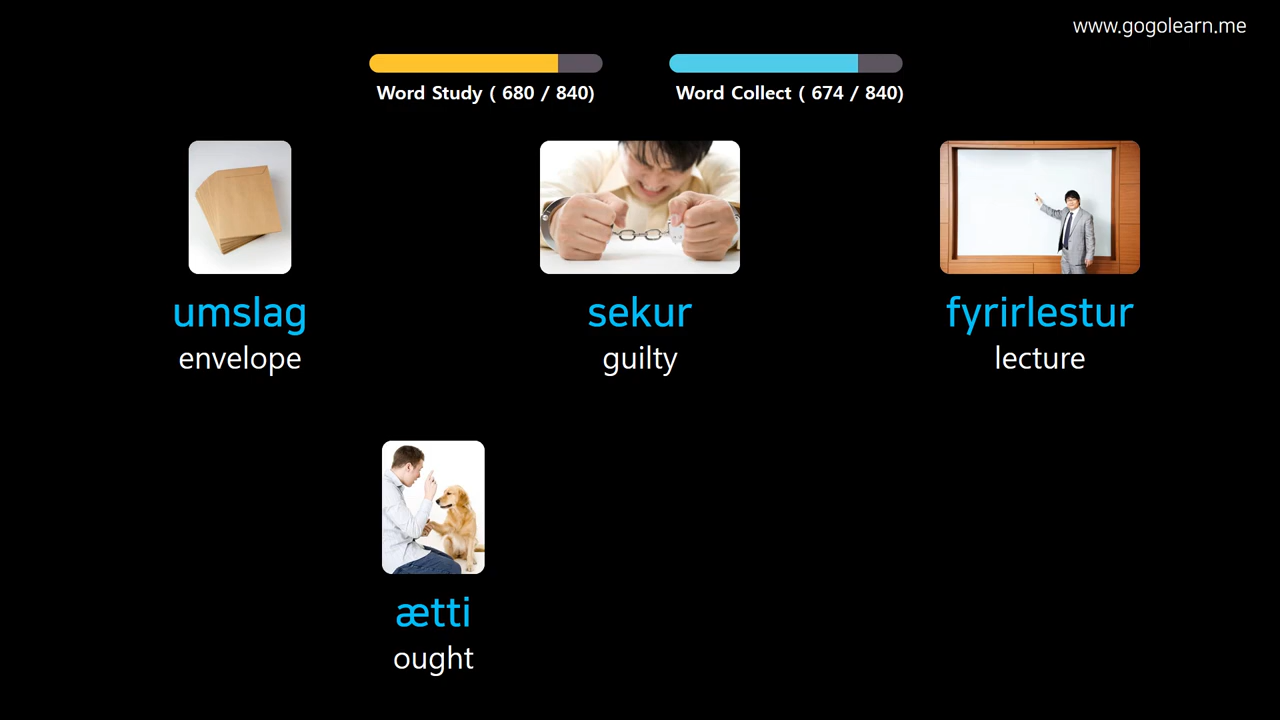 www.gogolearn.me
Word Study ( 680 / 840)
Word Collect ( 674 / 840)
umslag
envelope
sekur
guilty
fyrirlestur
lecture
ætti
ought